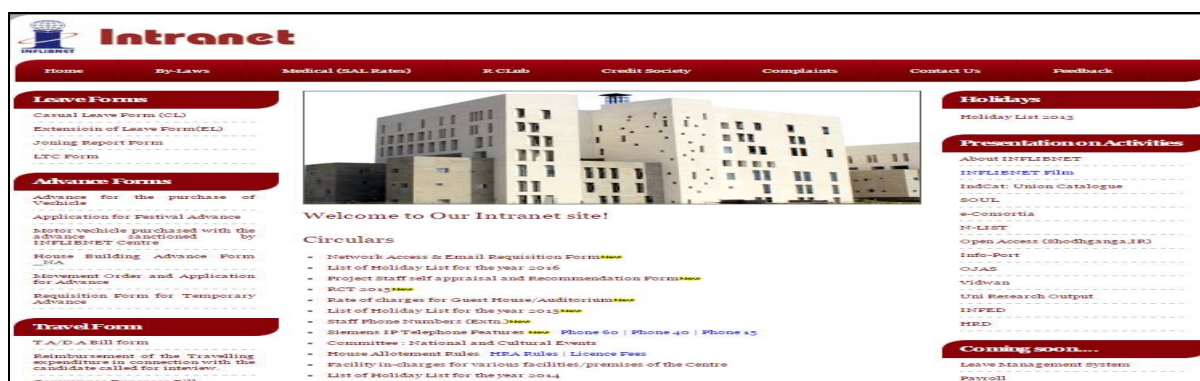 INFLIBNET
Intranet
Home By-Laws Medical (SAL Rates) R CLub Credit Society Complaints Contact Us Feedback
Leave Forms
Casual Leave Form (CL)
Extensioin of Leave Form(EL)
Joning Report Form
LTC Form
Advance Forms
Advance for the purchase of
Vechicle
Application for Festival Advance
Motor vechicle purchased with the
advance sanctioned by
INFLIBNET Centre
House Building Advance Form
_NA
Movement Order and Application
for Advance
Requisition Form for Temporary
Advance
Travel Form
T A/D A Bill form
Reimbursement of the Travelling
expenditure in connection with the
candidate called for inteview.
Welcome to Our Intranet site!
Circulars
Network Access & Email Requisition Form New
List of Holiday List for the year 2016
Project Staff self appraisal and Recommendation Form New
RCT 2015 New
Rate of charges for Guest House/Auditorium New
List of Holiday List for the year 2015 New
Staff Phone Numbers (Extn.) New
Siemens IP Telephone Features New Phone 60 | Phone 40 | Phone 15
Committee : National and Cultural Events
House Allotement Rules HRA Rules | Licence Fees
Facility in-charges for various facilities/premises of the Centre
List of Holiday List for the year 2014
Holidays
Holiday List 2013
Presentation on Activities
About INFLIBNET
INFLIBNET Film
IndCat: Union Catalogue
SOUL
e-Consortia
N-LIST
Open Access (Shodhganga,IR)
Info-Port
OJAS
Vidwan
Uni Research Output
INFED
HRD
Coming soon....
Leave Management System
Payroll